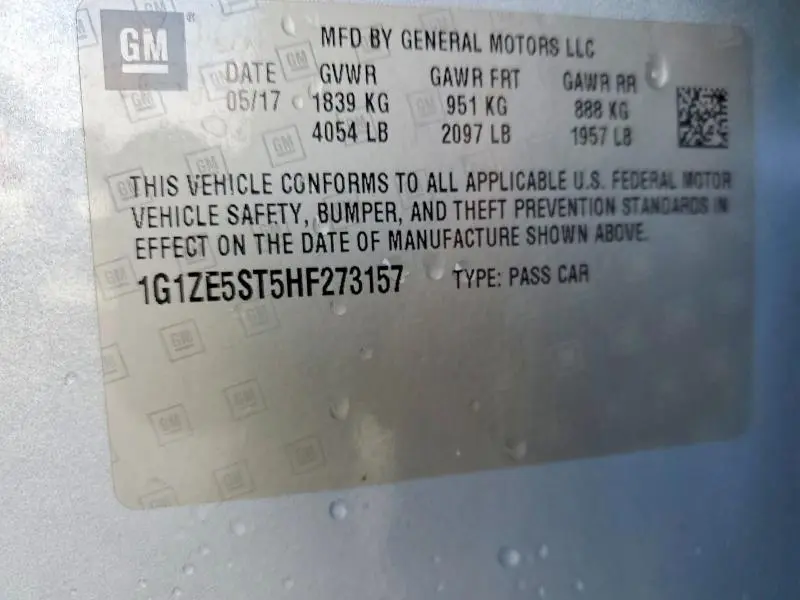 GM
MFD BY GENERAL MOTORS LLC
DATE GVWR GAWR FRT GAWR RR
05/17 1839 KG 951 KG 888 KG
4054 LB 2097 LB 1957 LB
THIS VEHICLE CONFORMS TO ALL APPLICABLE U.S. FEDERAL MOTOR
VEHICLE SAFETY, BUMPER, AND THEFT PREVENTION STANDARDS IN
EFFECT ON THE DATE OF MANUFACTURE SHOWN ABOVE.
1G1ZE5ST5HF273157 TYPE: PASS CAR